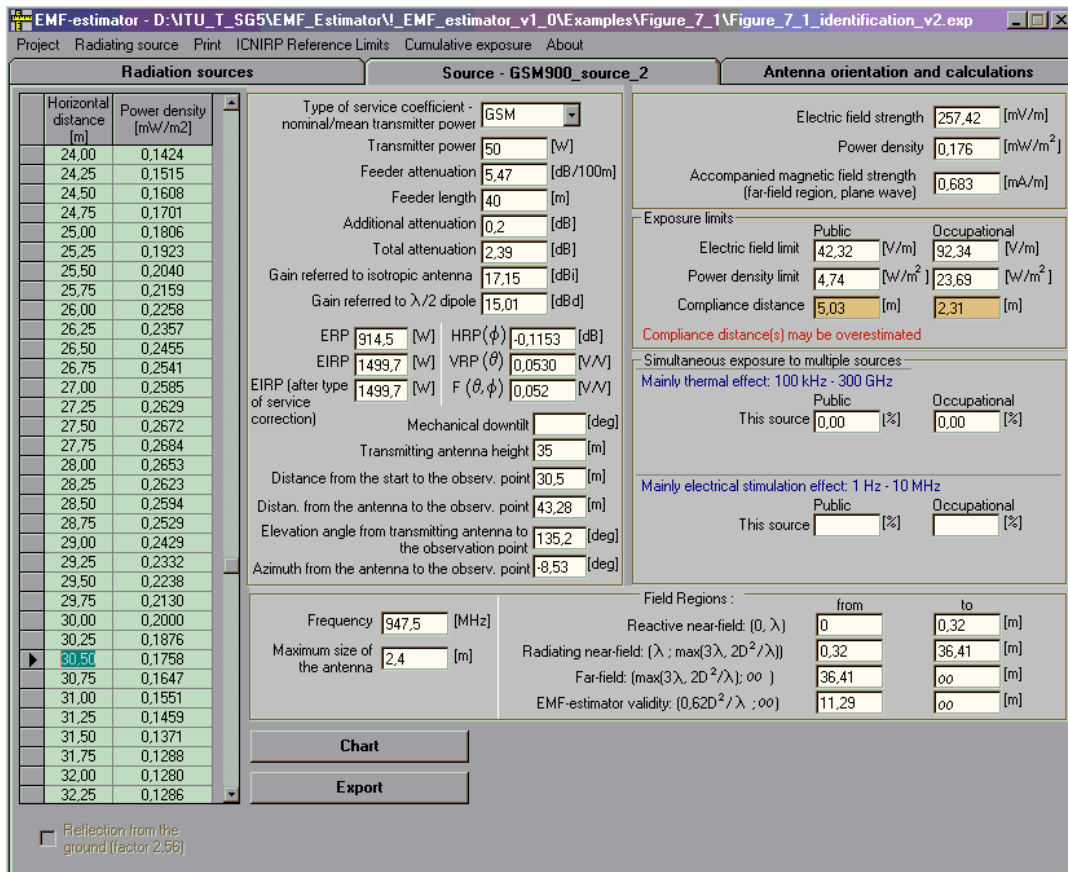 EMF-estimator - D:\ITU_T_SG5\EMF_Estimator\!_EMF_estimator_v1_0\Examples\Figure_7_1\Figure_7_1_identification_v2.exp
Project Radiating source Print ICNIRP Reference Limits Cumulative exposure About
Radiation sources
Source - GSM900_source_2
Antenna orientation and calculations
Horizontal distance [m] Power density [mW/m2]
24,00 0,1424
24,25 0,1515
24,50 0,1608
24,75 0,1701
25,00 0,1806
25,25 0,1923
25,50 0,2040
25,75 0,2159
26,00 0,2258
26,25 0,2357
26,50 0,2455
26,75 0,2541
27,00 0,2585
27,25 0,2629
27,50 0,2672
27,75 0,2684
28,00 0,2653
28,25 0,2623
28,50 0,2594
28,75 0,2529
29,00 0,2429
29,25 0,2332
29,50 0,2238
29,75 0,2130
30,00 0,2000
30,25 0,1876
30,50 0,1758
30,75 0,1647
31,00 0,1551
31,25 0,1459
31,50 0,1371
31,75 0,1288
32,00 0,1280
32,25 0,1286
Reflection from the
ground (factor 2,56)
Type of service coefficient -
nominal/mean transmitter power GSM
Transmitter power 50 [W]
Feeder attenuation 5,47 [dB/100m]
Feeder length 40 [m]
Additional attenuation 0,2 [dB]
Total attenuation 2,39 [dB]
Gain referred to isotropic antenna 17,15 [dBi]
Gain referred to λ/2 dipole 15,01 [dBd]
ERP 914,5 [W] HRP(ϕ) -0,1153 [dB]
EIRP 1499,7 [W] VRP (θ) 0,0530 [V/V]
EIRP (after type
of service
correction) 1499,7 [W] F (θ,ϕ) 0,052 [V/V]
Mechanical downtilt [deg]
Transmitting antenna height 35 [m]
Distance from the start to the observ. point 30,5 [m]
Distan. from the antenna to the observ. point 43,28 [m]
Elevation angle from transmitting antenna to
the observation point 135,2 [deg]
Azimuth from the antenna to the observ. point -8,53 [deg]
Electric field strength 257,42 [mV/m]
Power density 0,176 [mW/m²]
Accompanied magnetic field strength
(far-field region, plane wave) 0,683 [mA/m]
Exposure limits
Public Occupational
Electric field limit 42,32 [V/m] 92,34 [V/m]
Power density limit 4,74 [W/m²] 23,69 [W/m²]
Compliance distance 5,03 [m] 2,31 [m]
Compliance distance(s) may be overestimated
Simultaneous exposure to multiple sources
Mainly thermal effect: 100 kHz - 300 GHz
Public Occupational
This source 0,00 [%] 0,00 [%]
Mainly electrical stimulation effect: 1 Hz - 10 MHz
Public Occupational
This source [%] [%]
Frequency 947,5 [MHz]
Maximum size of
the antenna 2,4 [m]
Field Regions :
from to
Reactive near-field: (0, λ) 0 0,32 [m]
Radiating near-field: (λ ; max(3λ, 2D²/λ)) 0,32 36,41 [m]
Far-field: (max(3λ, 2D²/λ); oo ) 36,41 oo [m]
EMF-estimator validity: (0,62D²/λ ; oo) 11,29 oo [m]
Chart
Export